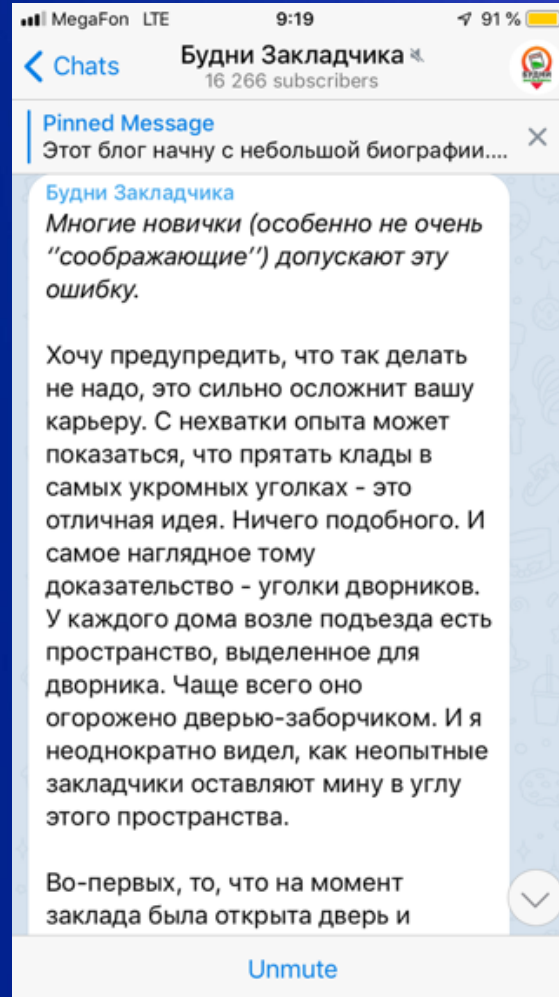 MegaFon LTE 9:19 91 %
Chats
Будни Закладчика
16 266 subscribers
БУДНИ
Pinned Message
Этот блог начну с небольшой биографии....
Будни Закладчика
Многие новички (особенно не очень
"соображающие") допускают эту
ошибку.
Хочу предупредить, что так делать
не надо, это сильно осложнит вашу
карьеру. С нехватки опыта может
показаться, что прятать клады в
самых укромных уголках - это
отличная идея. Ничего подобного. И
самое наглядное тому
доказательство - уголки дворников.
У каждого дома возле подъезда есть
пространство, выделенное для
дворника. Чаще всего оно
огорожено дверью-заборчиком. И я
неоднократно видел, как неопытные
закладчики оставляют мину в углу
этого пространства.
Во-первых, то, что на момент
заклада была открыта дверь и
Unmute